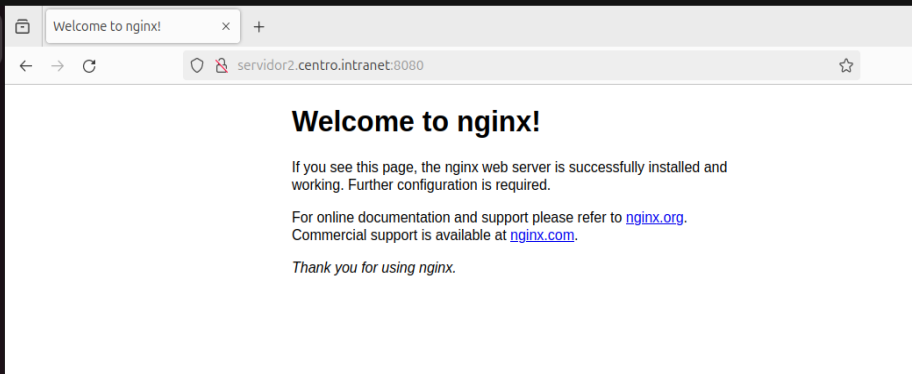 Welcome to nginx!
servidor2.centro.intranet:8080
Welcome to nginx!
If you see this page, the nginx web server is successfully installed and
working. Further configuration is required.
For online documentation and support please refer to nginx.org.
Commercial support is available at nginx.com.
Thank you for using nginx.